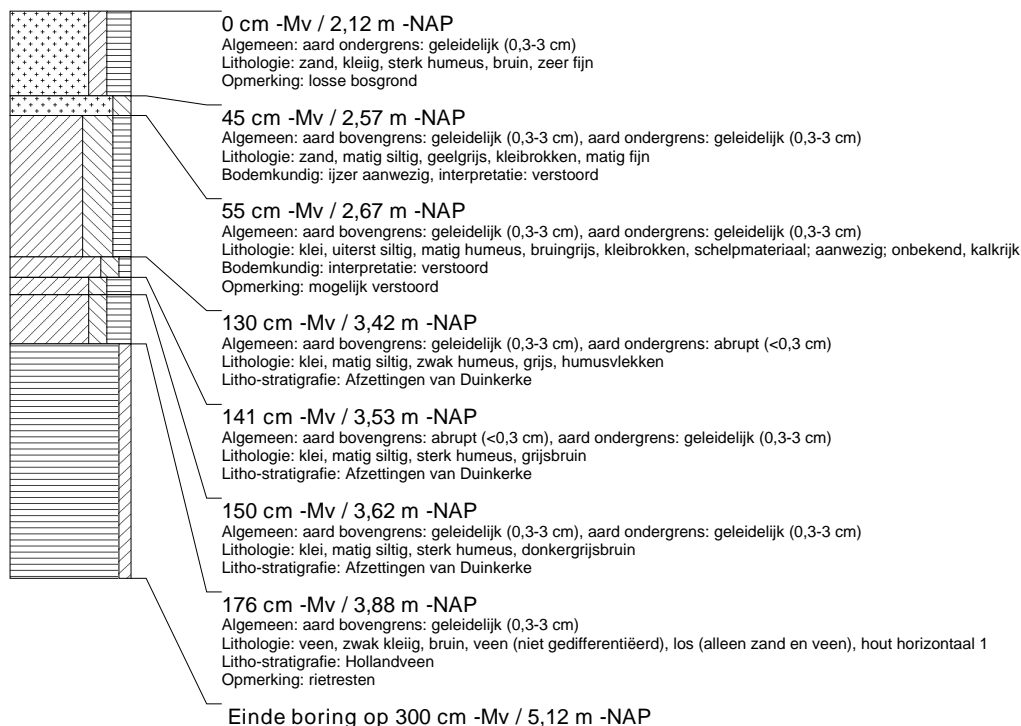 0 cm -Mv / 2,12 m -NAP
Algemeen: aard ondergrens: geleidelijk (0,3-3 cm)
Lithologie: zand, kleiig, sterk humeus, bruin, zeer fijn
Opmerking: losse bosgrond
45 cm -Mv / 2,57 m -NAP
Algemeen: aard bovengrens: geleidelijk (0,3-3 cm), aard ondergrens: geleidelijk (0,3-3 cm)
Lithologie: zand, matig siltig, geelgrijs, kleibrokken, matig fijn
Bodemkundig: ijzer aanwezig, interpretatie: verstoord
55 cm -Mv / 2,67 m -NAP
Algemeen: aard bovengrens: geleidelijk (0,3-3 cm), aard ondergrens: geleidelijk (0,3-3 cm)
Lithologie: klei, uiterst siltig, matig humeus, bruingrijs, kleibrokken, schelpmateriaal; aanwezig; onbekend, kalkrijk
Bodemkundig: interpretatie: verstoord
Opmerking: mogelijk verstoord
130 cm -Mv / 3,42 m -NAP
Algemeen: aard bovengrens: geleidelijk (0,3-3 cm), aard ondergrens: abrupt (<0,3 cm)
Lithologie: klei, matig siltig, zwak humeus, grijs, humusvlekken
Litho-stratigrafie: Afzettingen van Duinkerke
141 cm -Mv / 3,53 m -NAP
Algemeen: aard bovengrens: abrupt (<0,3 cm), aard ondergrens: geleidelijk (0,3-3 cm)
Lithologie: klei, matig siltig, sterk humeus, grijsbruin
Litho-stratigrafie: Afzettingen van Duinkerke
150 cm -Mv / 3,62 m -NAP
Algemeen: aard bovengrens: geleidelijk (0,3-3 cm), aard ondergrens: geleidelijk (0,3-3 cm)
Lithologie: klei, matig siltig, sterk humeus, donkergrijsbruin
Litho-stratigrafie: Afzettingen van Duinkerke
176 cm -Mv / 3,88 m -NAP
Algemeen: aard bovengrens: geleidelijk (0,3-3 cm)
Lithologie: veen, zwak kleiig, bruin, veen (niet gedifferentiëerd), los (alleen zand en veen), hout horizontaal 1
Litho-stratigrafie: Hollandveen
Opmerking: rietresten
Einde boring op 300 cm -Mv / 5,12 m -NAP